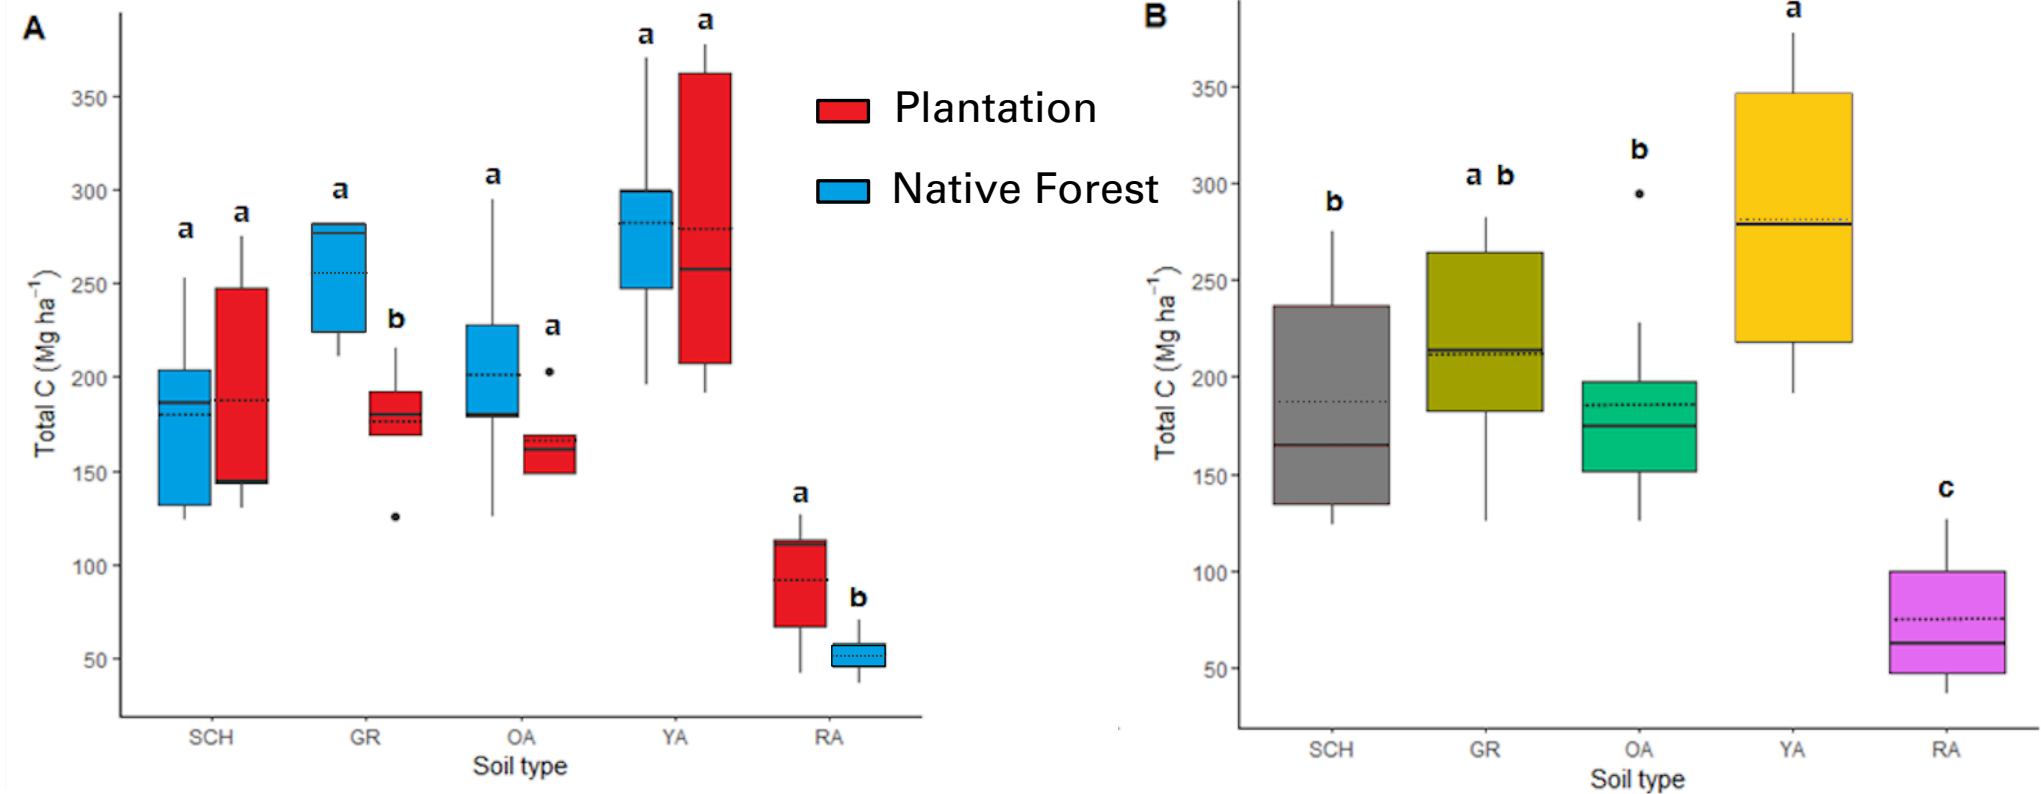 A
a
a
a
b
a
a
a
a
a
b
Plantation
Native Forest
350
300
250
200
150
100
50
Total C (Mg ha⁻¹)
SCH GR OA YA RA
Soil type
B
b
a b
b
a
c
350
300
250
200
150
100
50
Total C (Mg ha⁻¹)
SCH GR OA YA RA
Soil type